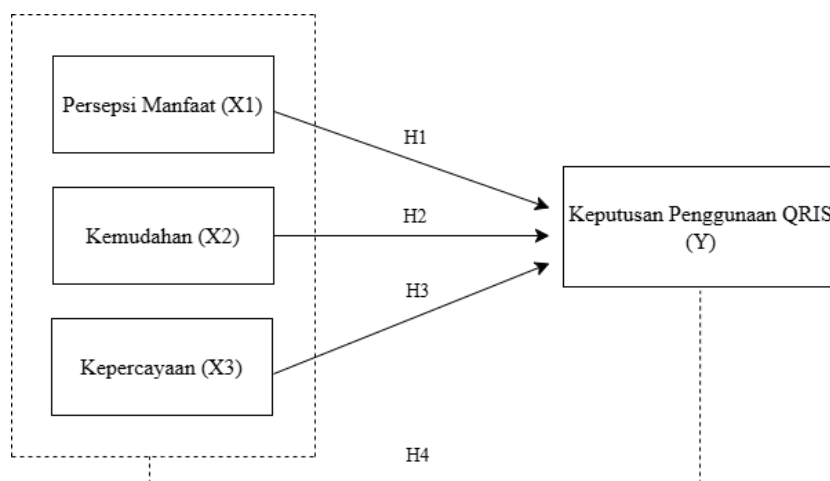 Persepsi Manfaat (X1)
H1
Kemudahan (X2)
H2
Keputusan Penggunaan QRIS
(Y)
H3
Kepercayaan (X3)
H4